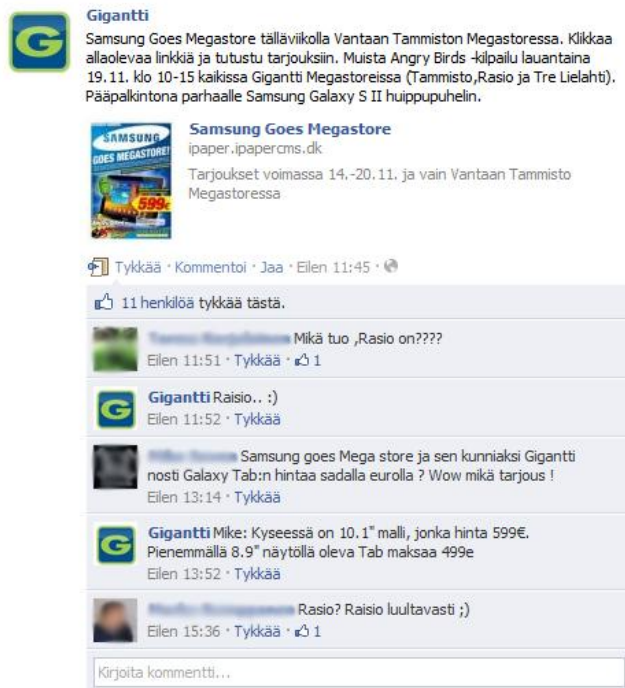 Gigantti
Samsung Goes Megastore tälläviikolla Vantaan Tammiston Megastoressa. Klikkaa
allaolevaa linkkiä ja tutustu tarjouksiin. Muista Angry Birds -kilpailu lauantaina
19.11. klo 10-15 kaikissa Gigantti Megastoreissa (Tammisto,Rasio ja Tre Lielahti).
Pääpalkintona parhaalle Samsung Galaxy S II huippupuhelin.
SAMSUNG
GOES MEGASTORE!
599€
Samsung Goes Megastore
ipaper.ipapercms.dk
Tarjoukset voimassa 14.-20.11. ja vain Vantaan Tammisto
Megastoressa
Tykkää · Kommentoi · Jaa · Eilen 11:45 ·
11 henkilöä tykkää tästä.
Mikä tuo ,Rasio on????
Eilen 11:51 · Tykkää · 1
Gigantti Raisio.. :)
Eilen 11:52 · Tykkää
Samsung goes Mega store ja sen kunniaksi Gigantti
nosti Galaxy Tab:n hintaa sadalla eurolla ? Wow mikä tarjous !
Eilen 13:14 · Tykkää
Gigantti Mike: Kyseessä on 10.1" malli, jonka hinta 599€.
Pienemmällä 8.9" näytöllä oleva Tab maksaa 499e
Eilen 13:52 · Tykkää
Rasio? Raisio luultavasti ;)
Eilen 15:36 · Tykkää · 1
Kirjoita kommentti...